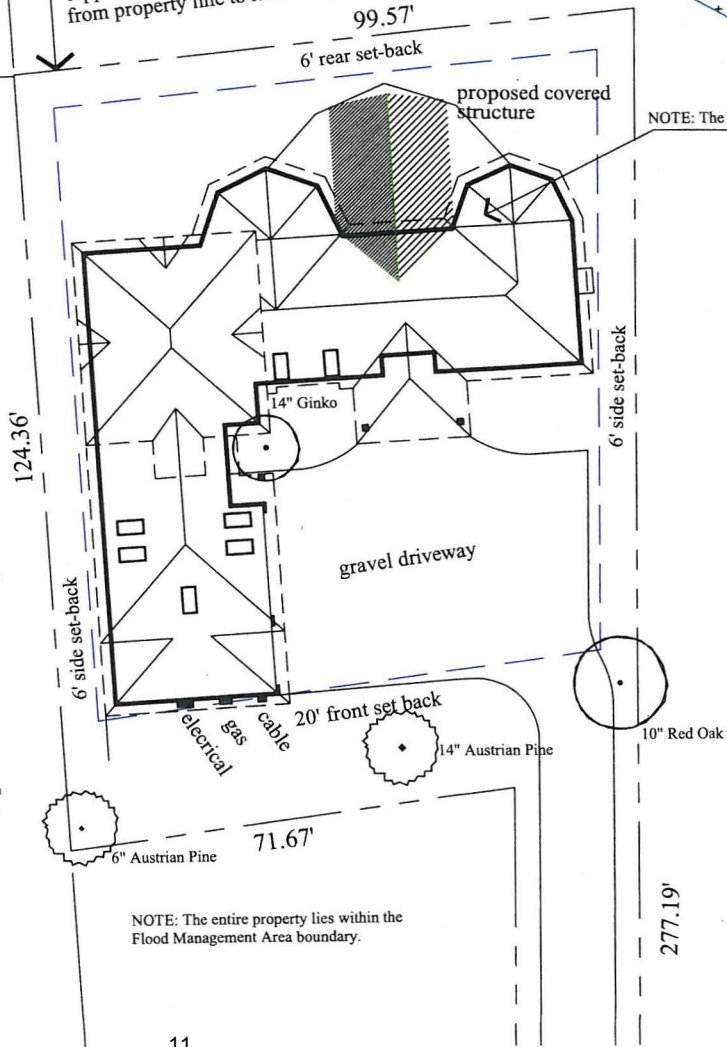 from property line to
99.57'
6' rear set-back
proposed covered
structure
NOTE: The
6' side set-back
14" Ginko
124.36'
gravel driveway
6' side set-back
20' front set back
elecrical
gas
cable
10" Red Oak
14" Austrian Pine
71.67'
6" Austrian Pine
277.19'
NOTE: The entire property lies within the
Flood Management Area boundary.
11